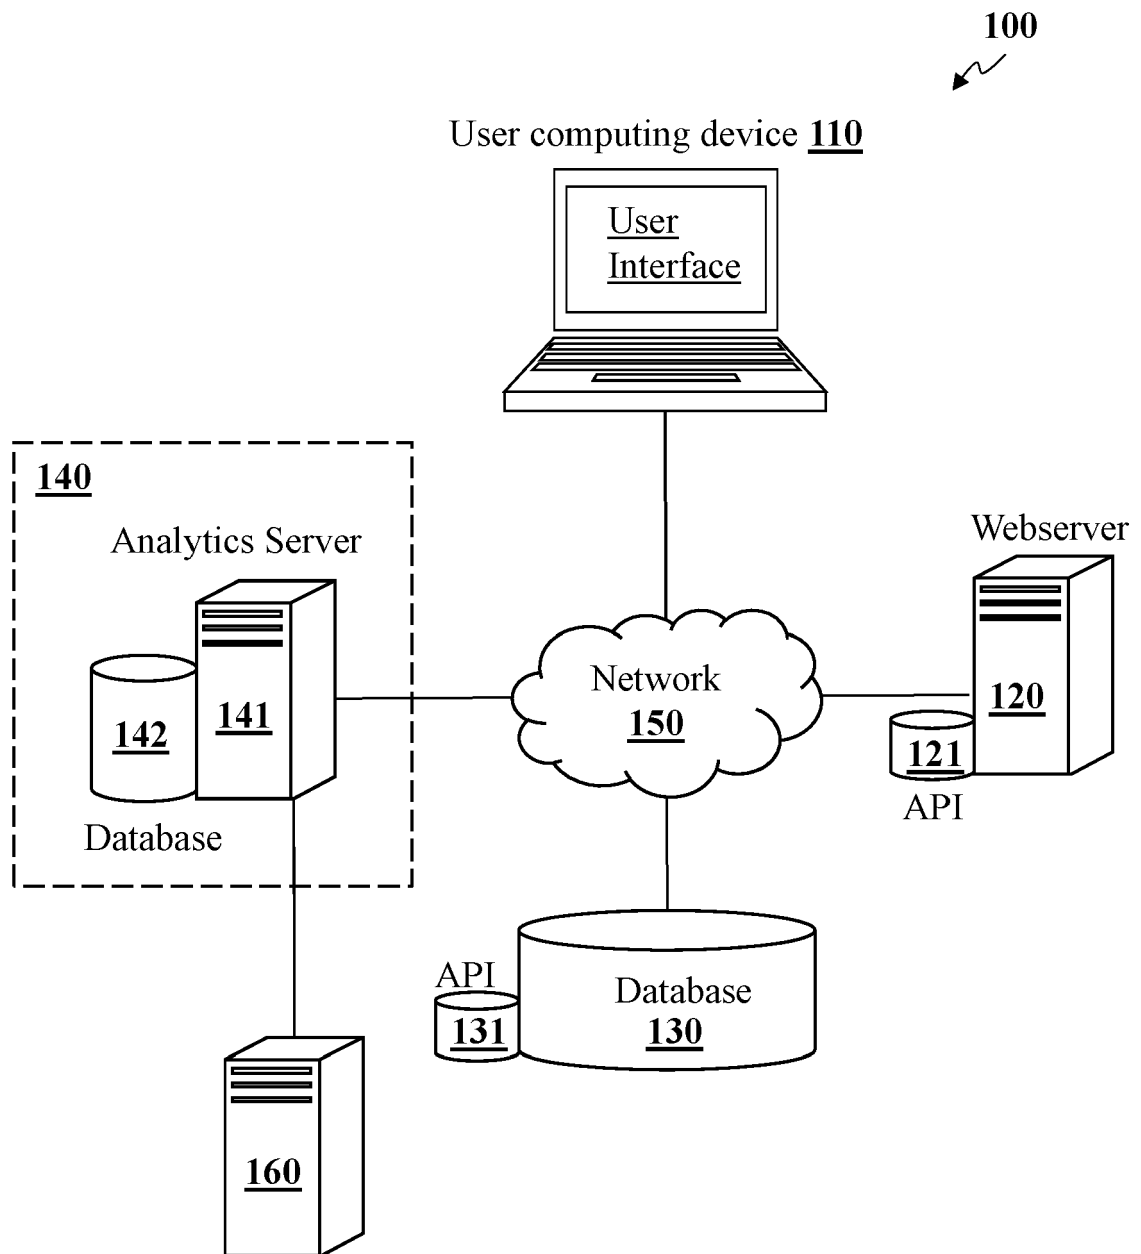 100
User computing device 110
User
Interface
140
Analytics Server
Webserver
Network
150
141
142
120
121
API
Database
API
Database
130
131
160